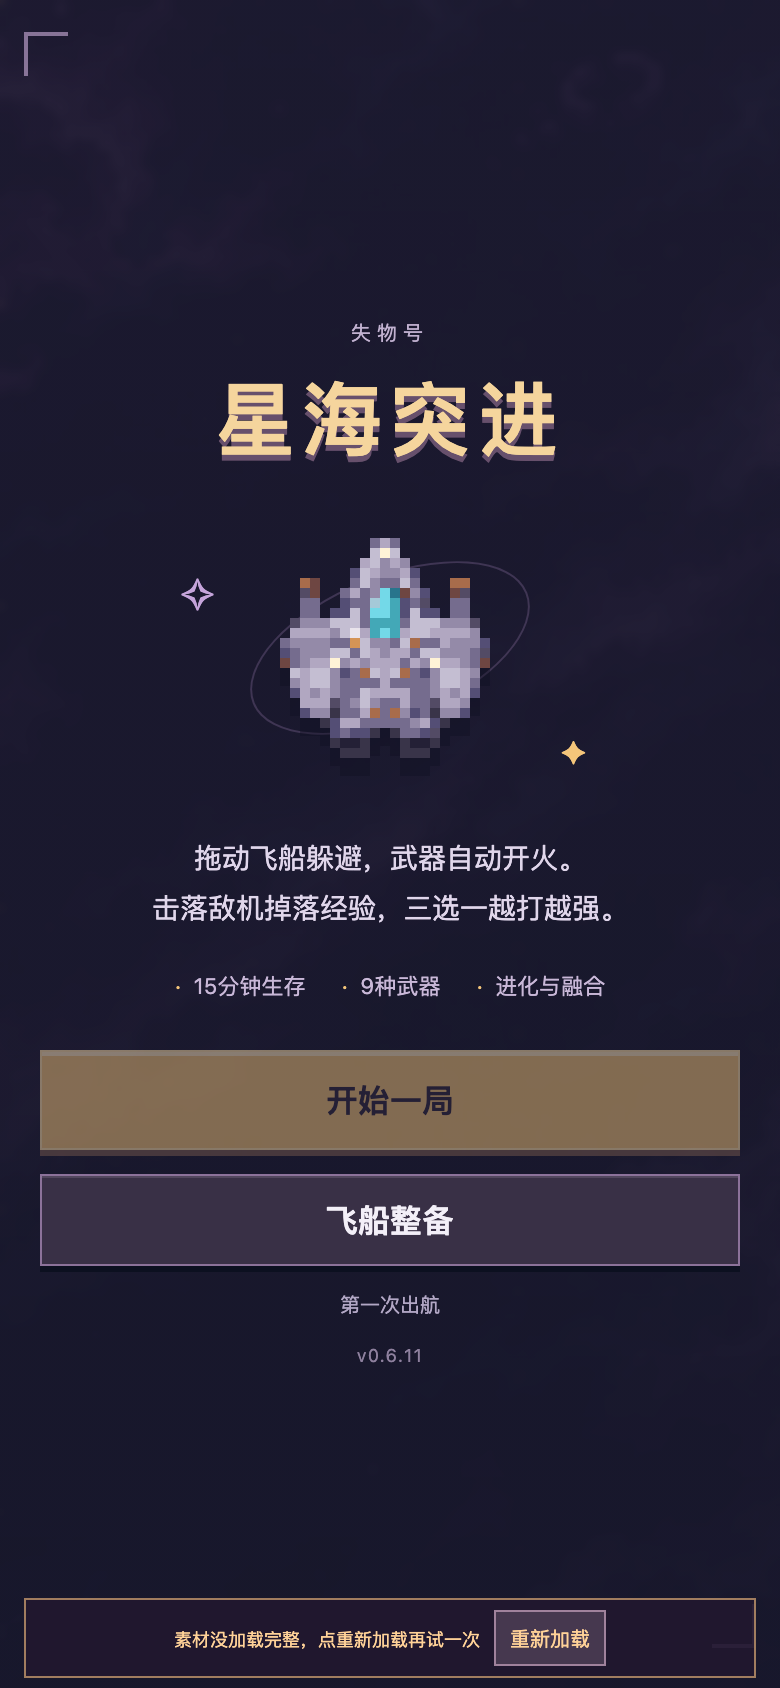 失物号
星海突进
拖动飞船躲避，武器自动开火。
击落敌机掉落经验，三选一越打越强。
· 15分钟生存 · 9种武器 · 进化与融合
开始一局
飞船整备
第一次出航
v0.6.11
素材没加载完整，点重新加载再试一次 重新加载